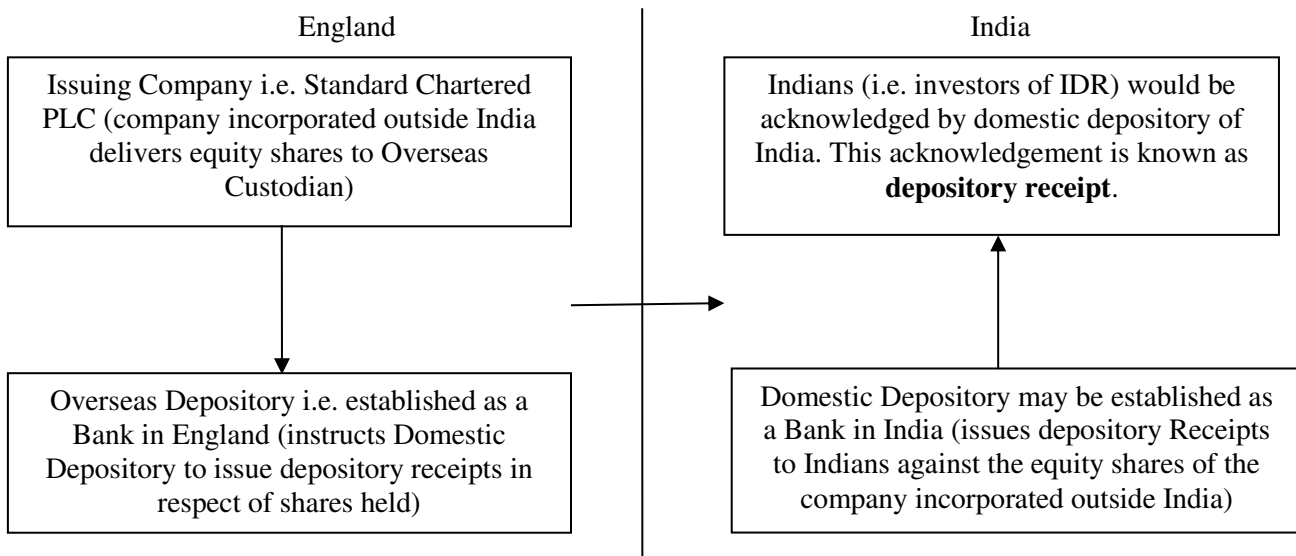 England
Issuing Company i.e. Standard Chartered
PLC (company incorporated outside India
delivers equity shares to Overseas
Custodian)
Overseas Depository i.e. established as a
Bank in England (instructs Domestic
Depository to issue depository receipts in
respect of shares held)
India
Indians (i.e. investors of IDR) would be
acknowledged by domestic depository of
India. This acknowledgement is known as
depository receipt.
Domestic Depository may be established as
a Bank in India (issues depository Receipts
to Indians against the equity shares of the
company incorporated outside India)